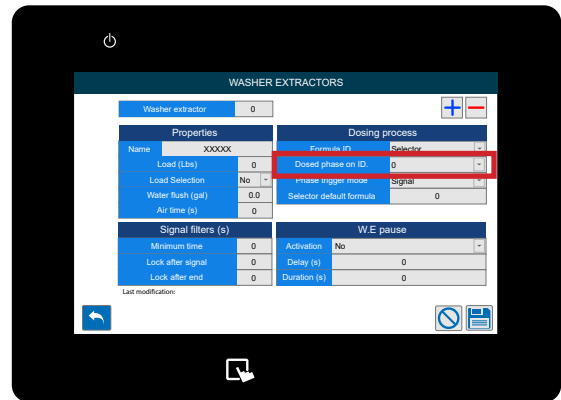 WASHER EXTRACTORS
Washer extractor 0
Properties
Name XXXXX
Load (Lbs) 0
Load Selection No
Water flush (gal) 0.0
Air time (s) 0
Dosing process
Formula ID Selector
Dosed phase on ID. 0
Phase trigger mode Signal
Selector default formula 0
Signal filters (s)
Minimum time 0
Lock after signal 0
Lock after end 0
W.E pause
Activation No
Delay (s) 0
Duration (s) 0
Last modification: